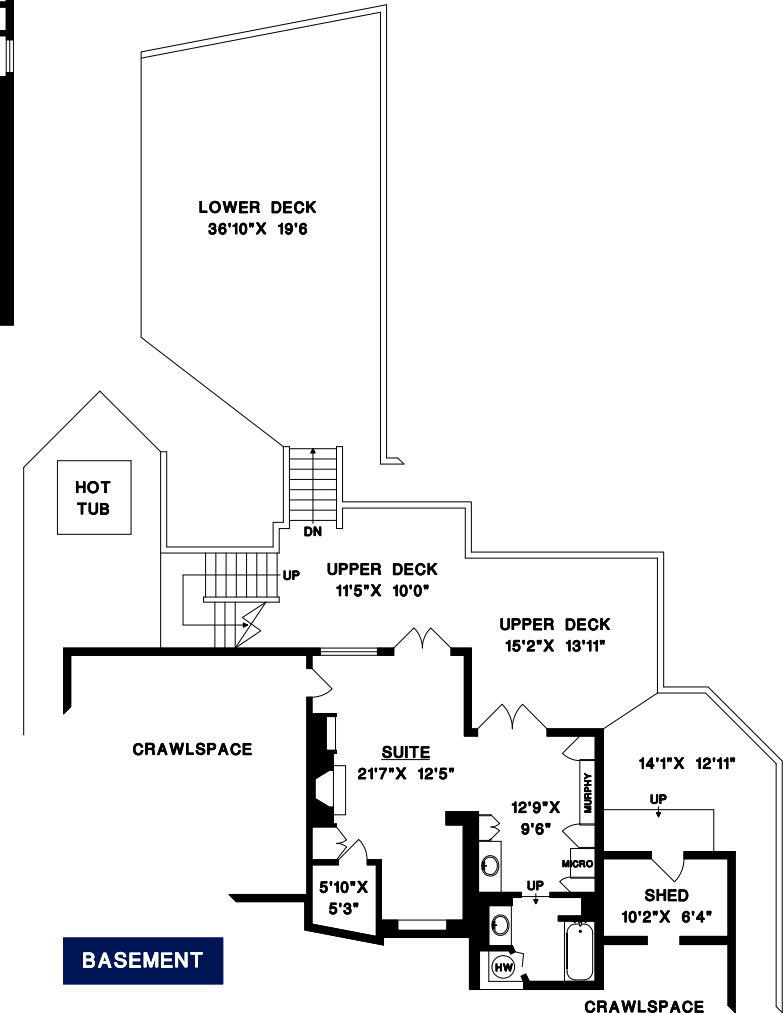 LOWER DECK
36'10"X 19'6
HOT
TUB
DN
UP
UPPER DECK
11'5"X 10'0"
UPPER DECK
15'2"X 13'11"
CRAWLSPACE
SUITE
21'7"X 12'5"
14'1"X 12'11"
MURPHY
UP
12'9"X
9'6"
MICRO
5'10"X
5'3"
UP
SHED
10'2"X 6'4"
HW
BASEMENT
CRAWLSPACE